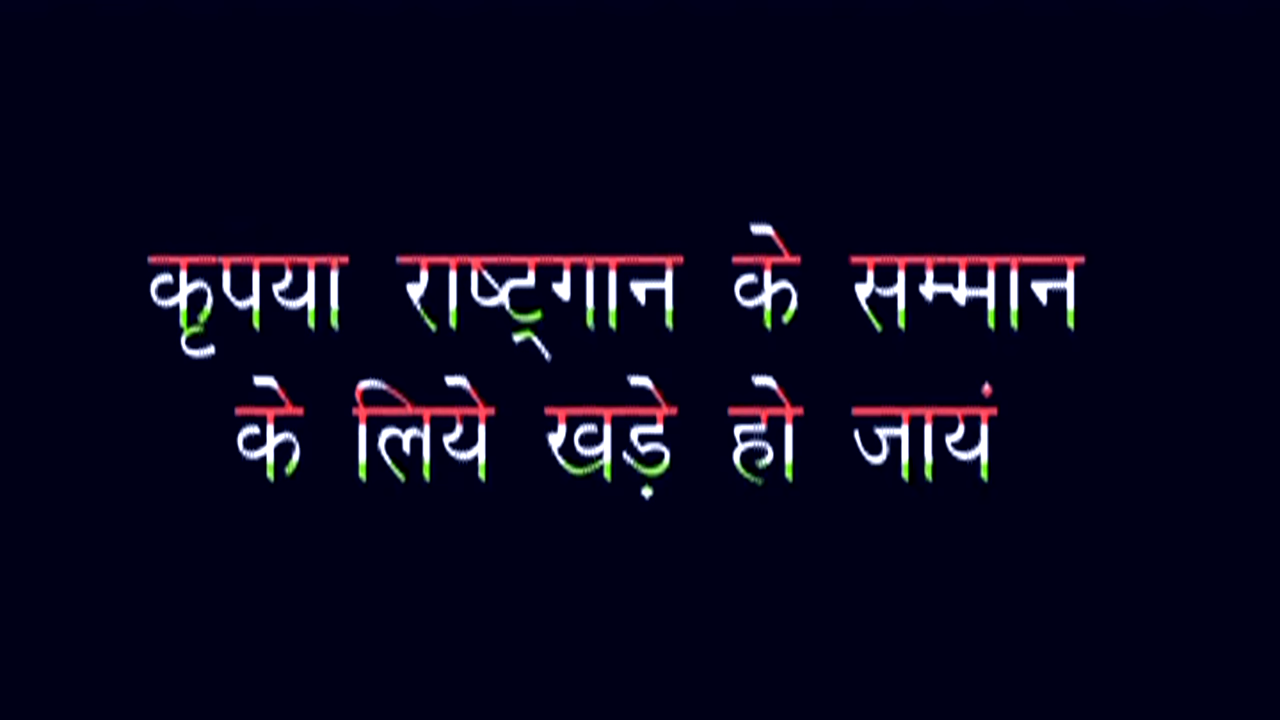 कृपया राष्ट्रगान के सम्मान
के लिये खड़े हो जायं